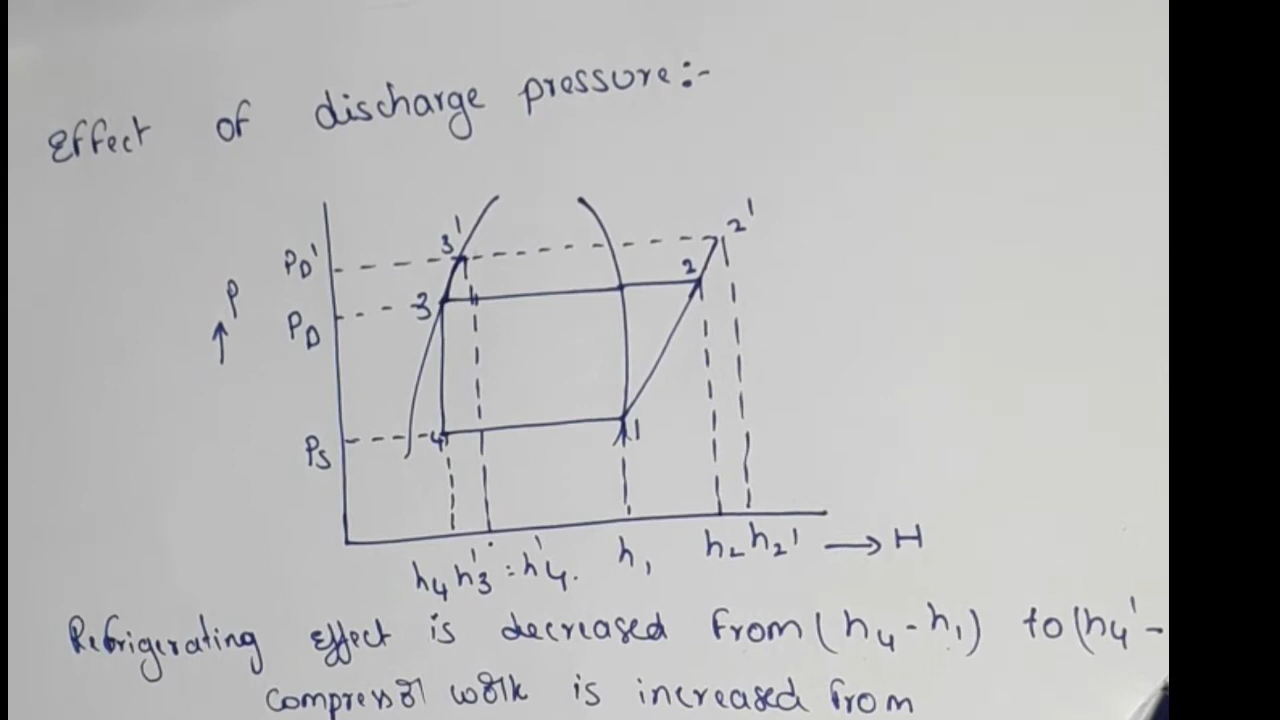 Effect of discharge pressure:-
2'
3'
PD'
2
P
3
PD
4
1
Ps
h4 h3' = h4'. h1 h2 h2' → H
Refrigerating effect is decreased from (h4 - h1) to (h4' -
compressor work is increased from